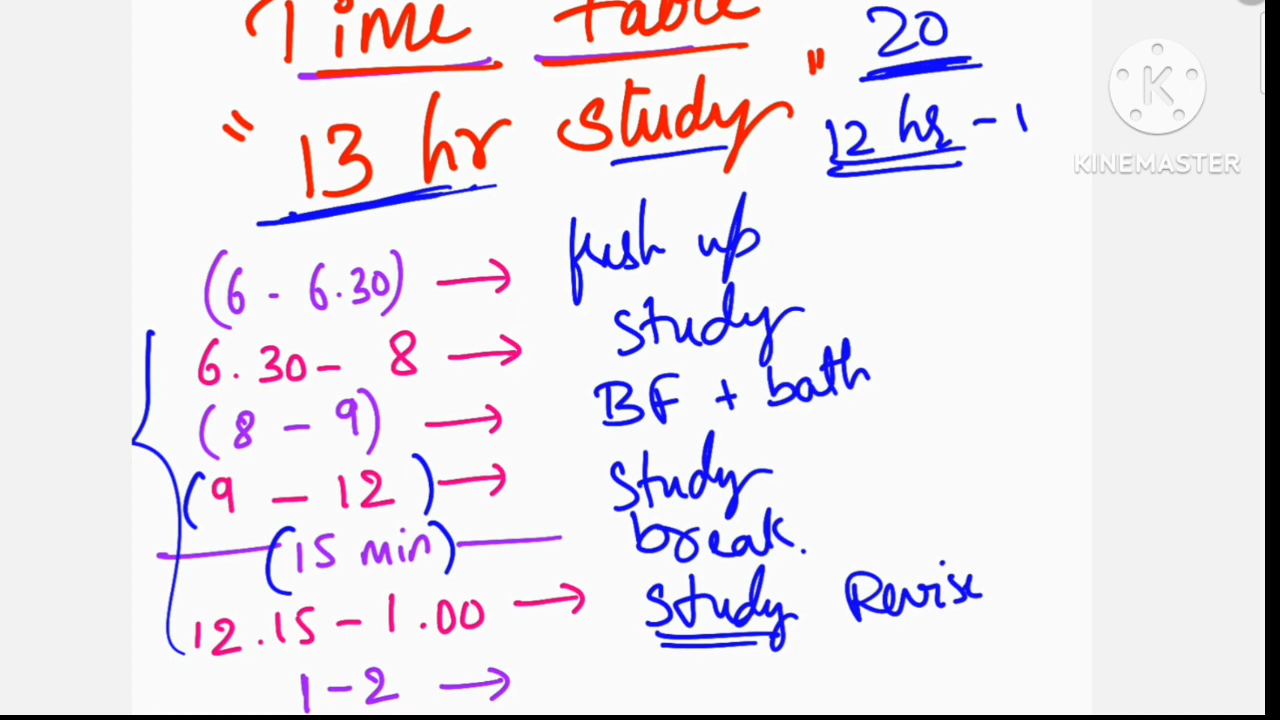 Time table
" 13 hr study "
20
12 hrs - 1
KINEMASTER
(6 - 6.30) → fresh up
6.30 - 8 → study
(8 - 9) → BF + bath
(9 - 12) → study
(15 min) break.
12.15 - 1.00 → study Revise
1 - 2 →